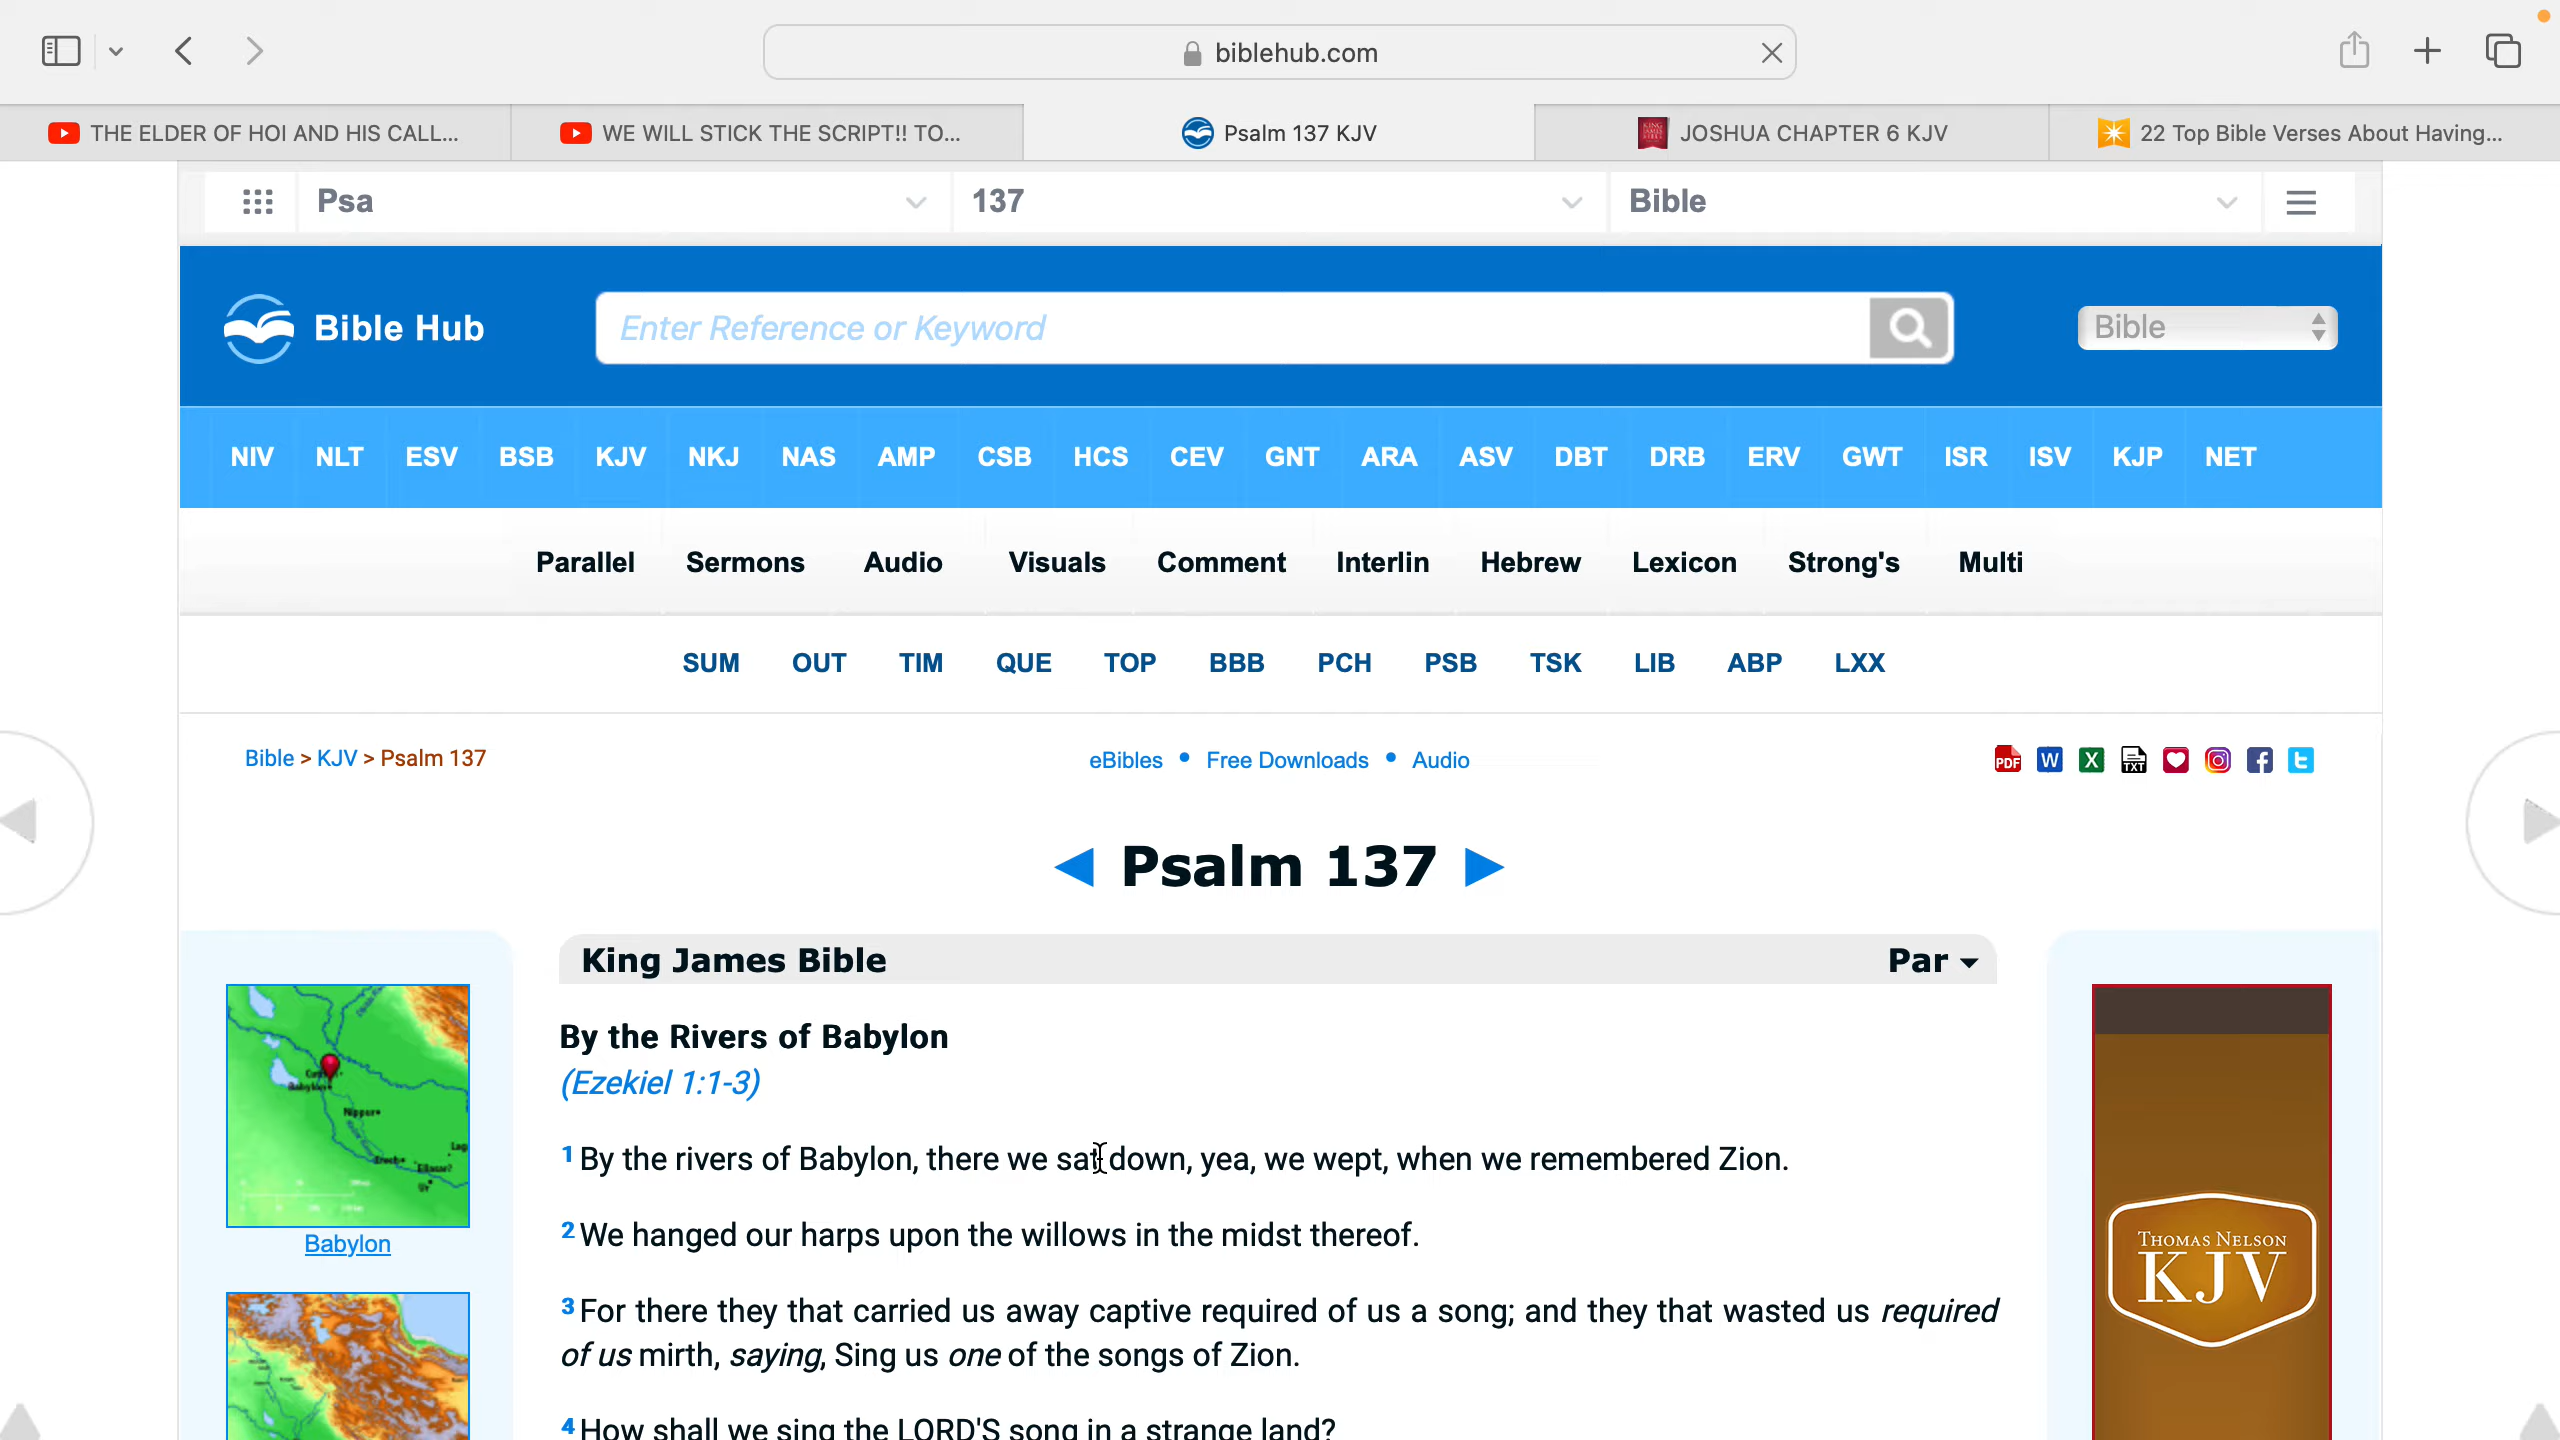 biblehub.com
THE ELDER OF HOI AND HIS CALL...
WE WILL STICK THE SCRIPT!! TO...
Psalm 137 KJV
JOSHUA CHAPTER 6 KJV
22 Top Bible Verses About Having...
Psa
137
Bible
Bible Hub
Enter Reference or Keyword
Bible
NIV NLT ESV BSB KJV NKJ NAS AMP CSB HCS CEV GNT ARA ASV DBT DRB ERV GWT ISR ISV KJP NET
Parallel Sermons Audio Visuals Comment Interlin Hebrew Lexicon Strong's Multi
SUM OUT TIM QUE TOP BBB PCH PSB TSK LIB ABP LXX
Bible > KJV > Psalm 137
eBibles • Free Downloads • Audio
PDF W X TXT
◄ Psalm 137 ►
King James Bible
Par
By the Rivers of Babylon
(Ezekiel 1:1-3)
1 By the rivers of Babylon, there we sat down, yea, we wept, when we remembered Zion.
2 We hanged our harps upon the willows in the midst thereof.
3 For there they that carried us away captive required of us a song; and they that wasted us required
of us mirth, saying, Sing us one of the songs of Zion.
4 How shall we sing the LORD'S song in a strange land?
Babylon
Nippur
Babylon
THOMAS NELSON
KJV